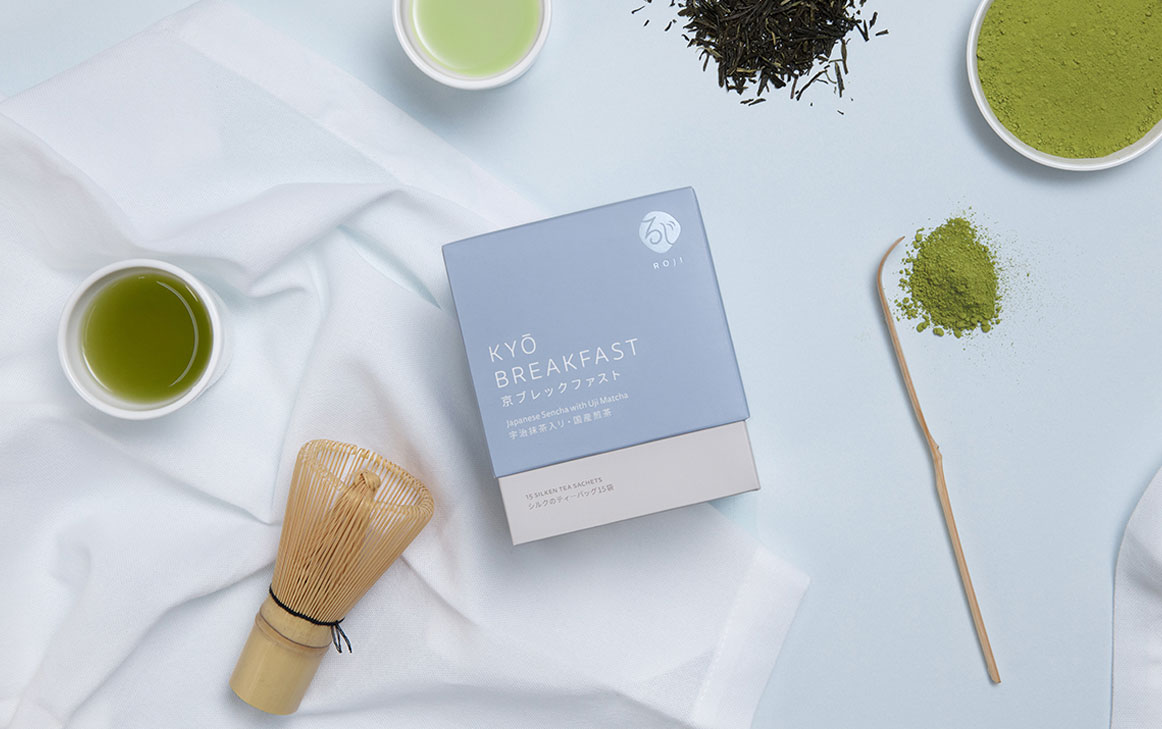 ろじ
ROJI
KYŌ
BREAKFAST
京ブレックファスト
Japanese Sencha with Uji Matcha
宇治抹茶入り・国産煎茶
15 SILKEN TEA SACHETS
シルクのティーバッグ15袋